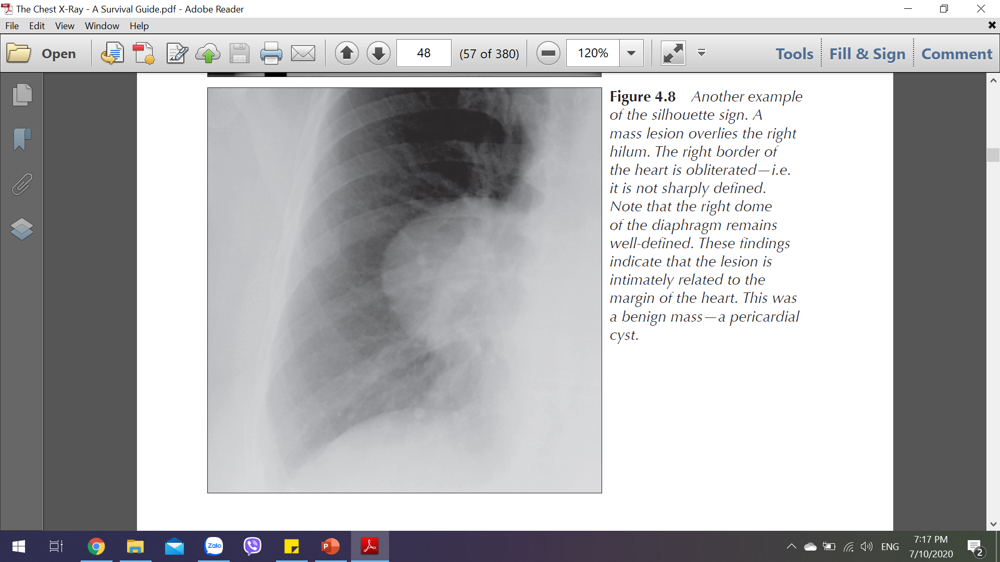 The Chest X-Ray - A Survival Guide.pdf - Adobe Reader
File Edit View Window Help
Open 48 (57 of 380) 120% Tools Fill & Sign Comment
Figure 4.8 Another example
of the silhouette sign. A
mass lesion overlies the right
hilum. The right border of
the heart is obliterated—i.e.
it is not sharply defined.
Note that the right dome
of the diaphragm remains
well-defined. These findings
indicate that the lesion is
intimately related to the
margin of the heart. This was
a benign mass—a pericardial
cyst.
Zalo
P
ENG
7:17 PM
7/10/2020
2